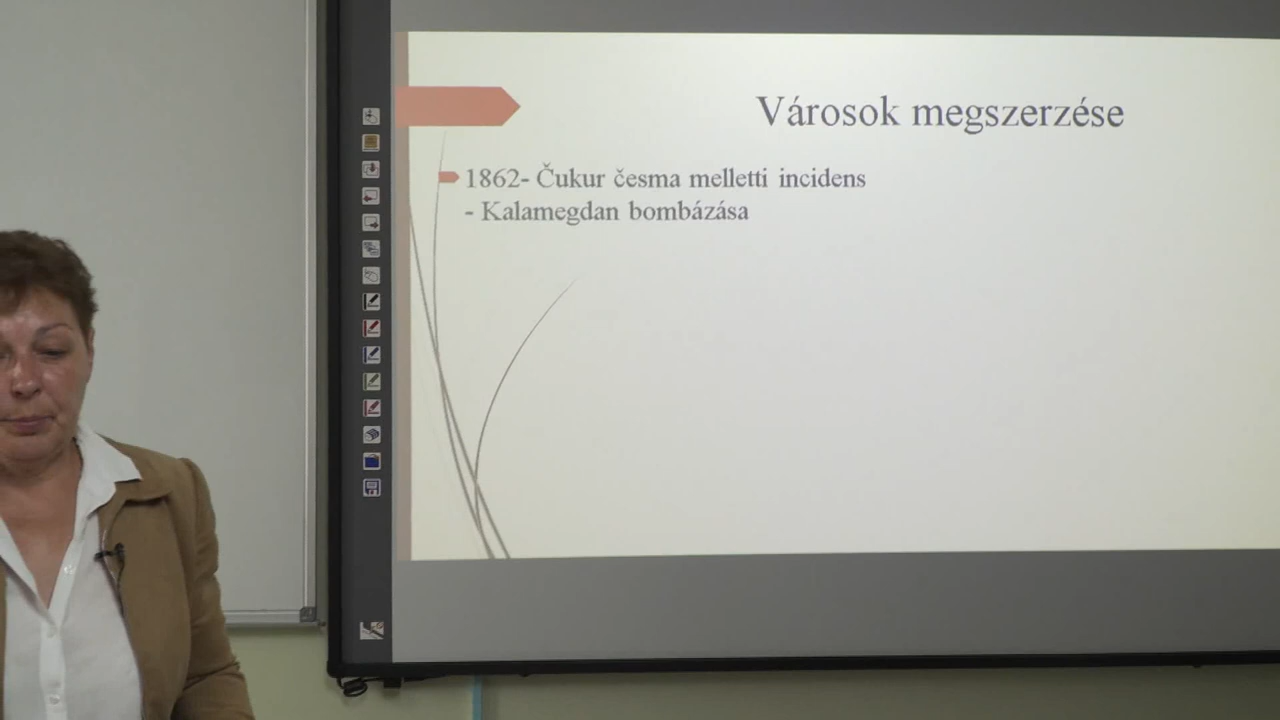 Városok megszerzése
1862- Čukur česma melletti incidens
- Kalamegdan bombázása